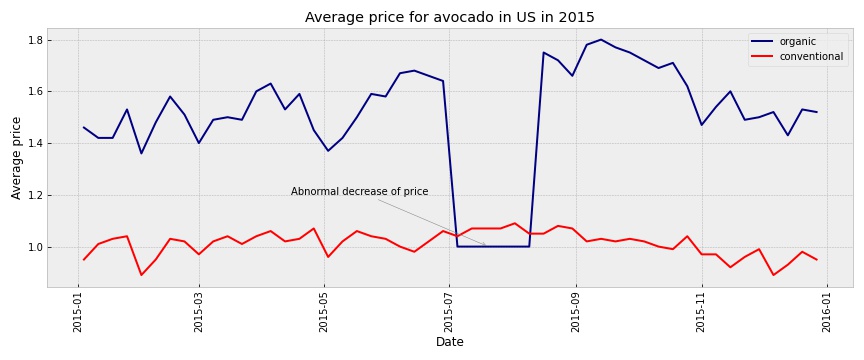 Average price for avocado in US in 2015
organic
conventional
Average price
1.8
1.6
1.4
1.2
1.0
Abnormal decrease of price
2015-01
2015-03
2015-05
2015-07
2015-09
2015-11
2016-01
Date